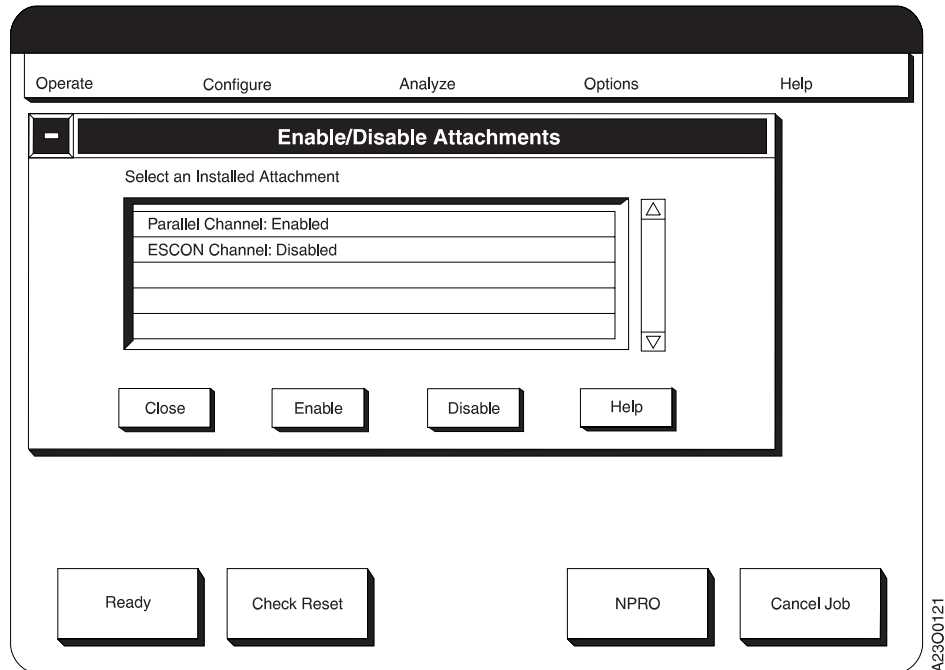 Operate Configure Analyze Options Help
Enable/Disable Attachments
Select an Installed Attachment
Parallel Channel: Enabled
ESCON Channel: Disabled
Close Enable Disable Help
Ready Check Reset NPRO Cancel Job
A23O0121